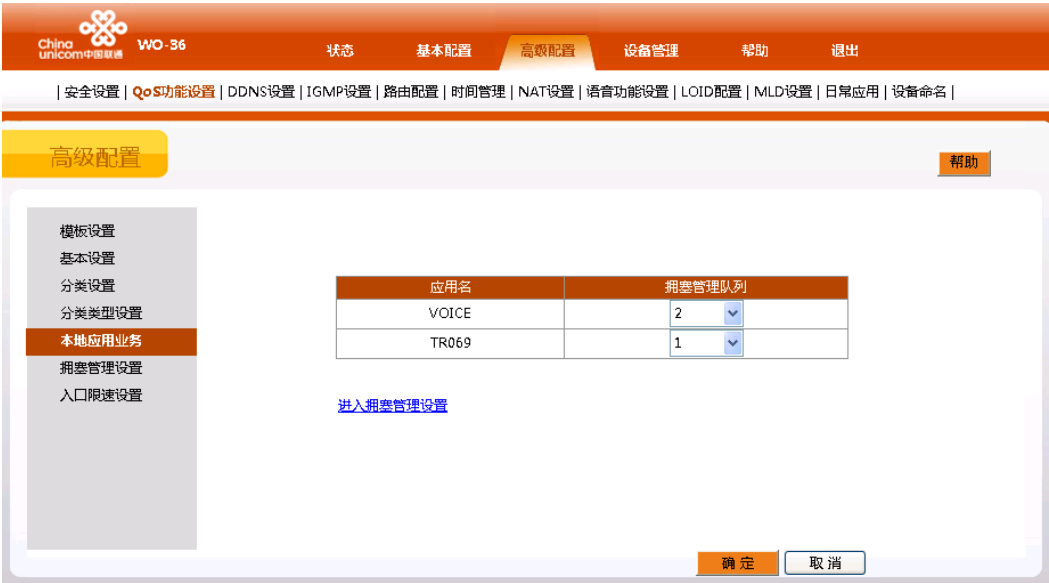 China
unicom中国联通
WO-36
状态 基本配置 高级配置 设备管理 帮助 退出
| 安全设置 | QoS功能设置 | DDNS设置 | IGMP设置 | 路由配置 | 时间管理 | NAT设置 | 语音功能设置 | LOID配置 | MLD设置 | 日常应用 | 设备命名 |
高级配置
帮助
模板设置
基本设置
分类设置
分类类型设置
本地应用业务
拥塞管理设置
入口限速设置
应用名 拥塞管理队列
VOICE 2
TR069 1
进入拥塞管理设置
确 定 取 消